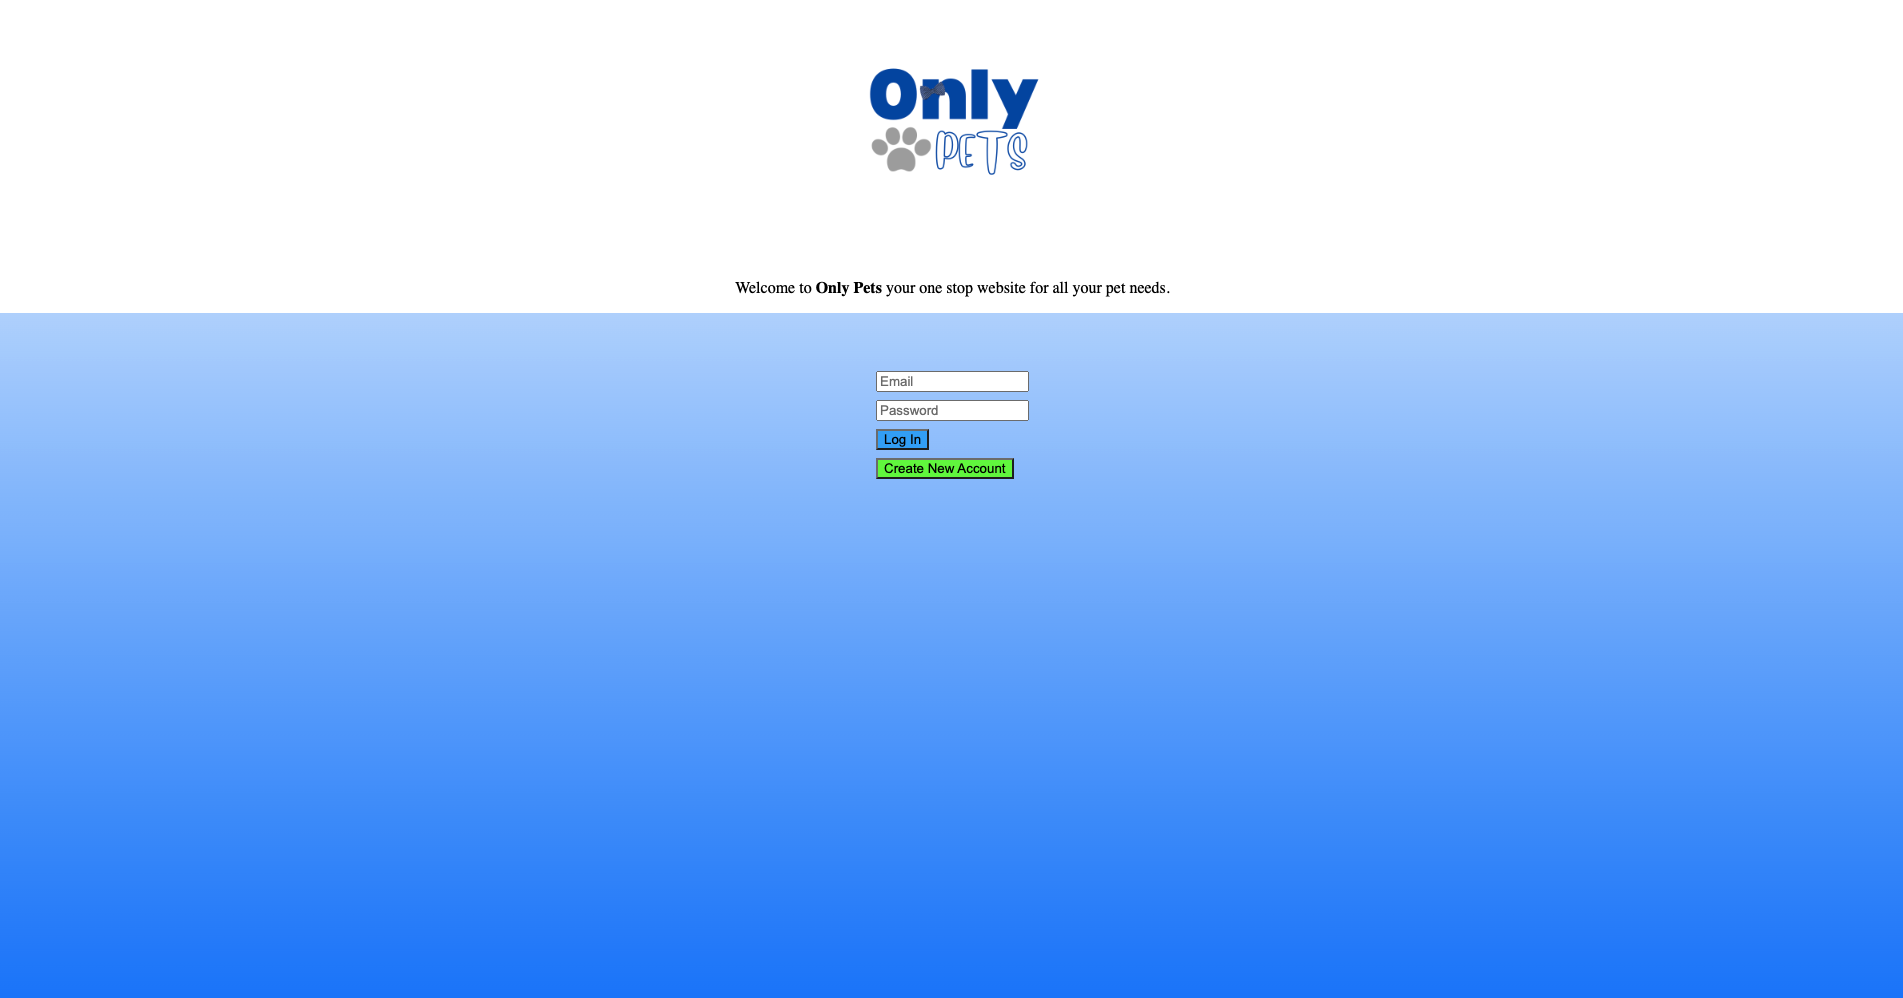 Only
PETS
Welcome to Only Pets your one stop website for all your pet needs.
Email
Password
Log In
Create New Account